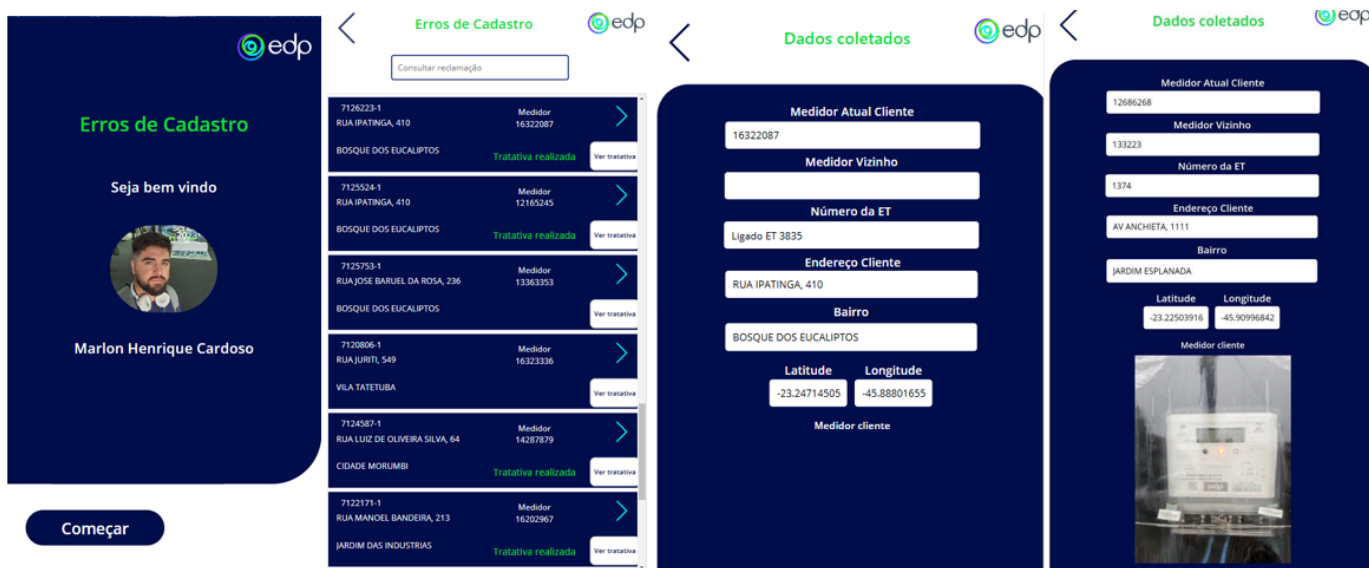 edp
Erros de Cadastro
Seja bem vindo
Marlon Henrique Cardoso
Começar
Erros de Cadastro
edp
Consultar reclamação
7126223-1
RUA IPATINGA, 410
Medidor
16322087
BOSQUE DOS EUCALIPTOS
Tratativa realizada
Ver tratativa
7125524-1
RUA IPATINGA, 410
Medidor
12165245
BOSQUE DOS EUCALIPTOS
Tratativa realizada
Ver tratativa
7125753-1
RUA JOSE BARUEL DA ROSA, 236
Medidor
13363353
BOSQUE DOS EUCALIPTOS
Ver tratativa
7120806-1
RUA JURITI, 549
Medidor
16323336
VILA TATETUBA
Ver tratativa
7124587-1
RUA LUIZ DE OLIVEIRA SILVA, 64
Medidor
14287879
CIDADE MORUMBI
Tratativa realizada
Ver tratativa
7122171-1
RUA MANOEL BANDEIRA, 213
Medidor
16202967
JARDIM DAS INDUSTRIAS
Tratativa realizada
Ver tratativa
Dados coletados
edp
Medidor Atual Cliente
16322087
Medidor Vizinho
Número da ET
Ligado ET 3835
Endereço Cliente
RUA IPATINGA, 410
Bairro
BOSQUE DOS EUCALIPTOS
Latitude Longitude
-23.24714505 -45.88801655
Medidor cliente
Dados coletados
edp
Medidor Atual Cliente
12686268
Medidor Vizinho
133223
Número da ET
1374
Endereço Cliente
AV ANCHIETA, 1111
Bairro
JARDIM ESPLANADA
Latitude Longitude
-23.22503916 -45.90996842
Medidor cliente
edp